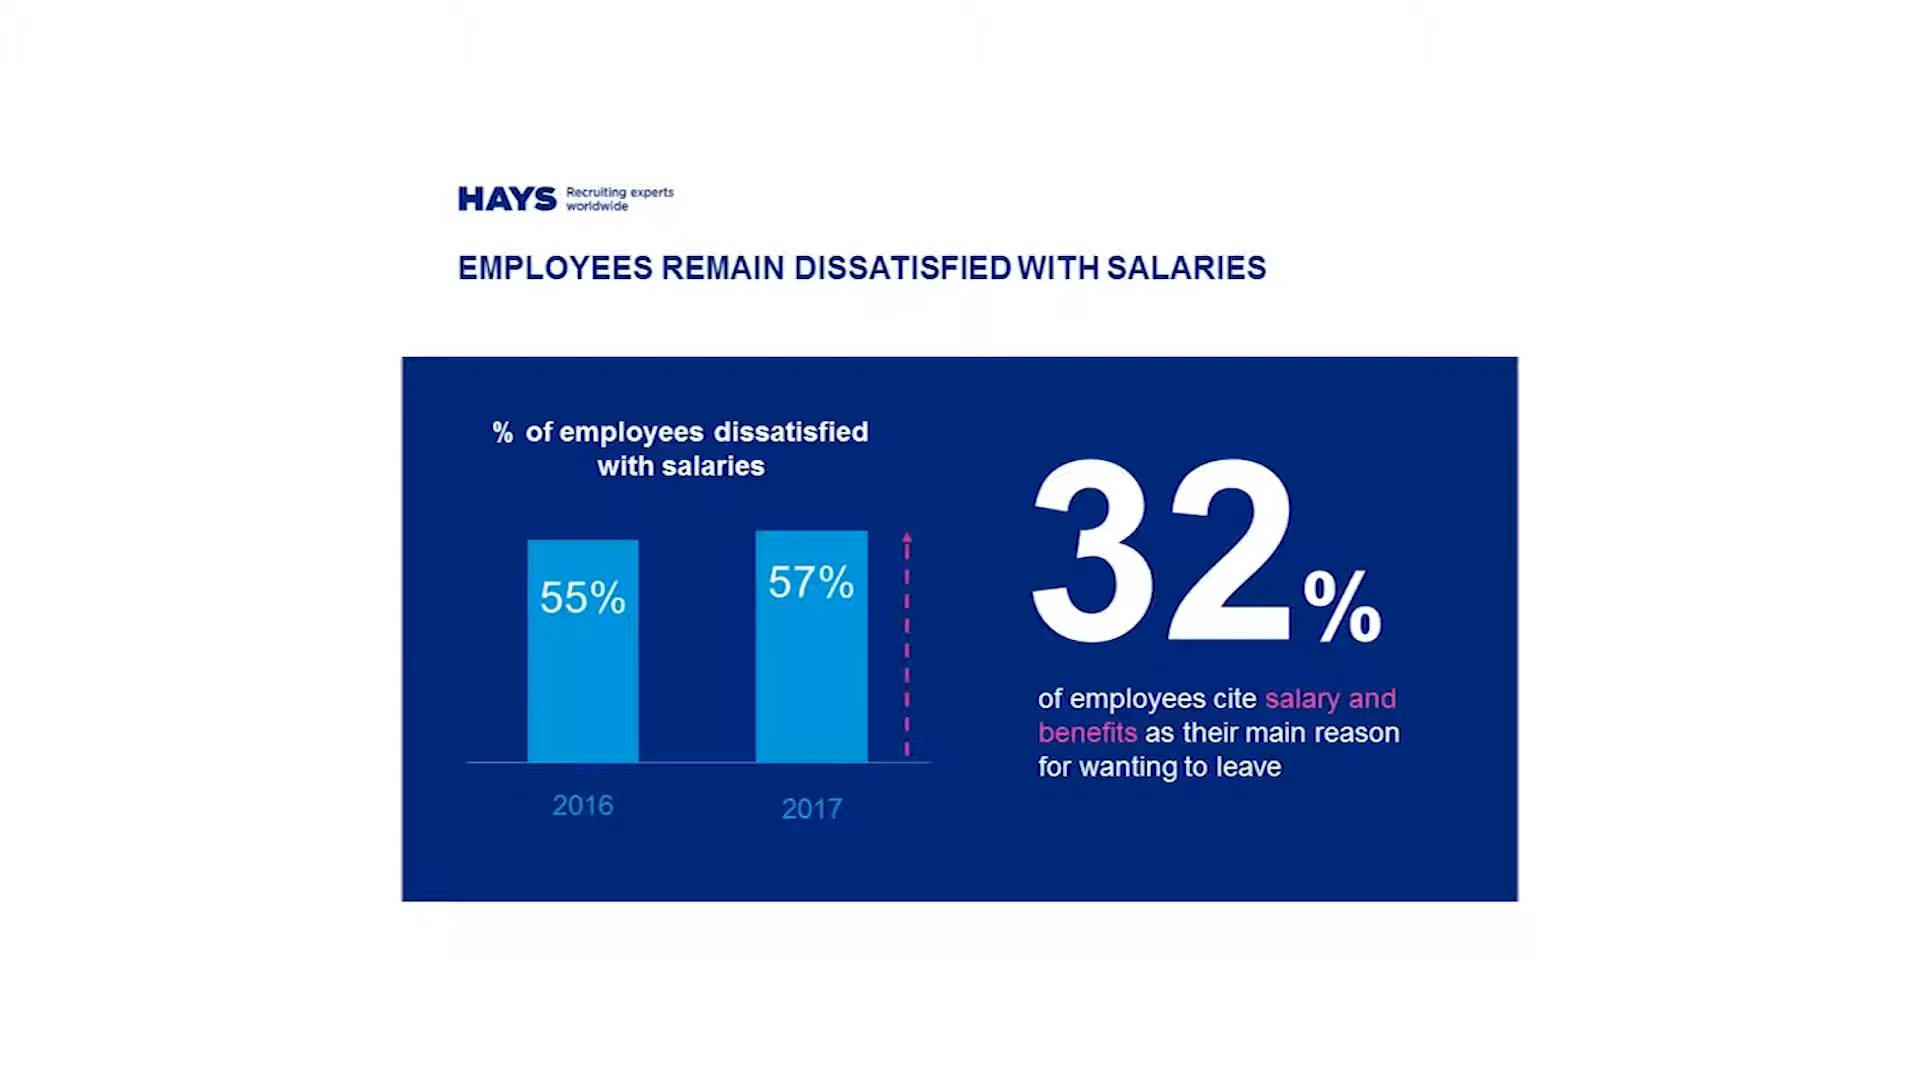 HAYS Recruiting experts
worldwide
EMPLOYEES REMAIN DISSATISFIED WITH SALARIES
% of employees dissatisfied
with salaries
55%
57%
2016
2017
32%
of employees cite salary and
benefits as their main reason
for wanting to leave